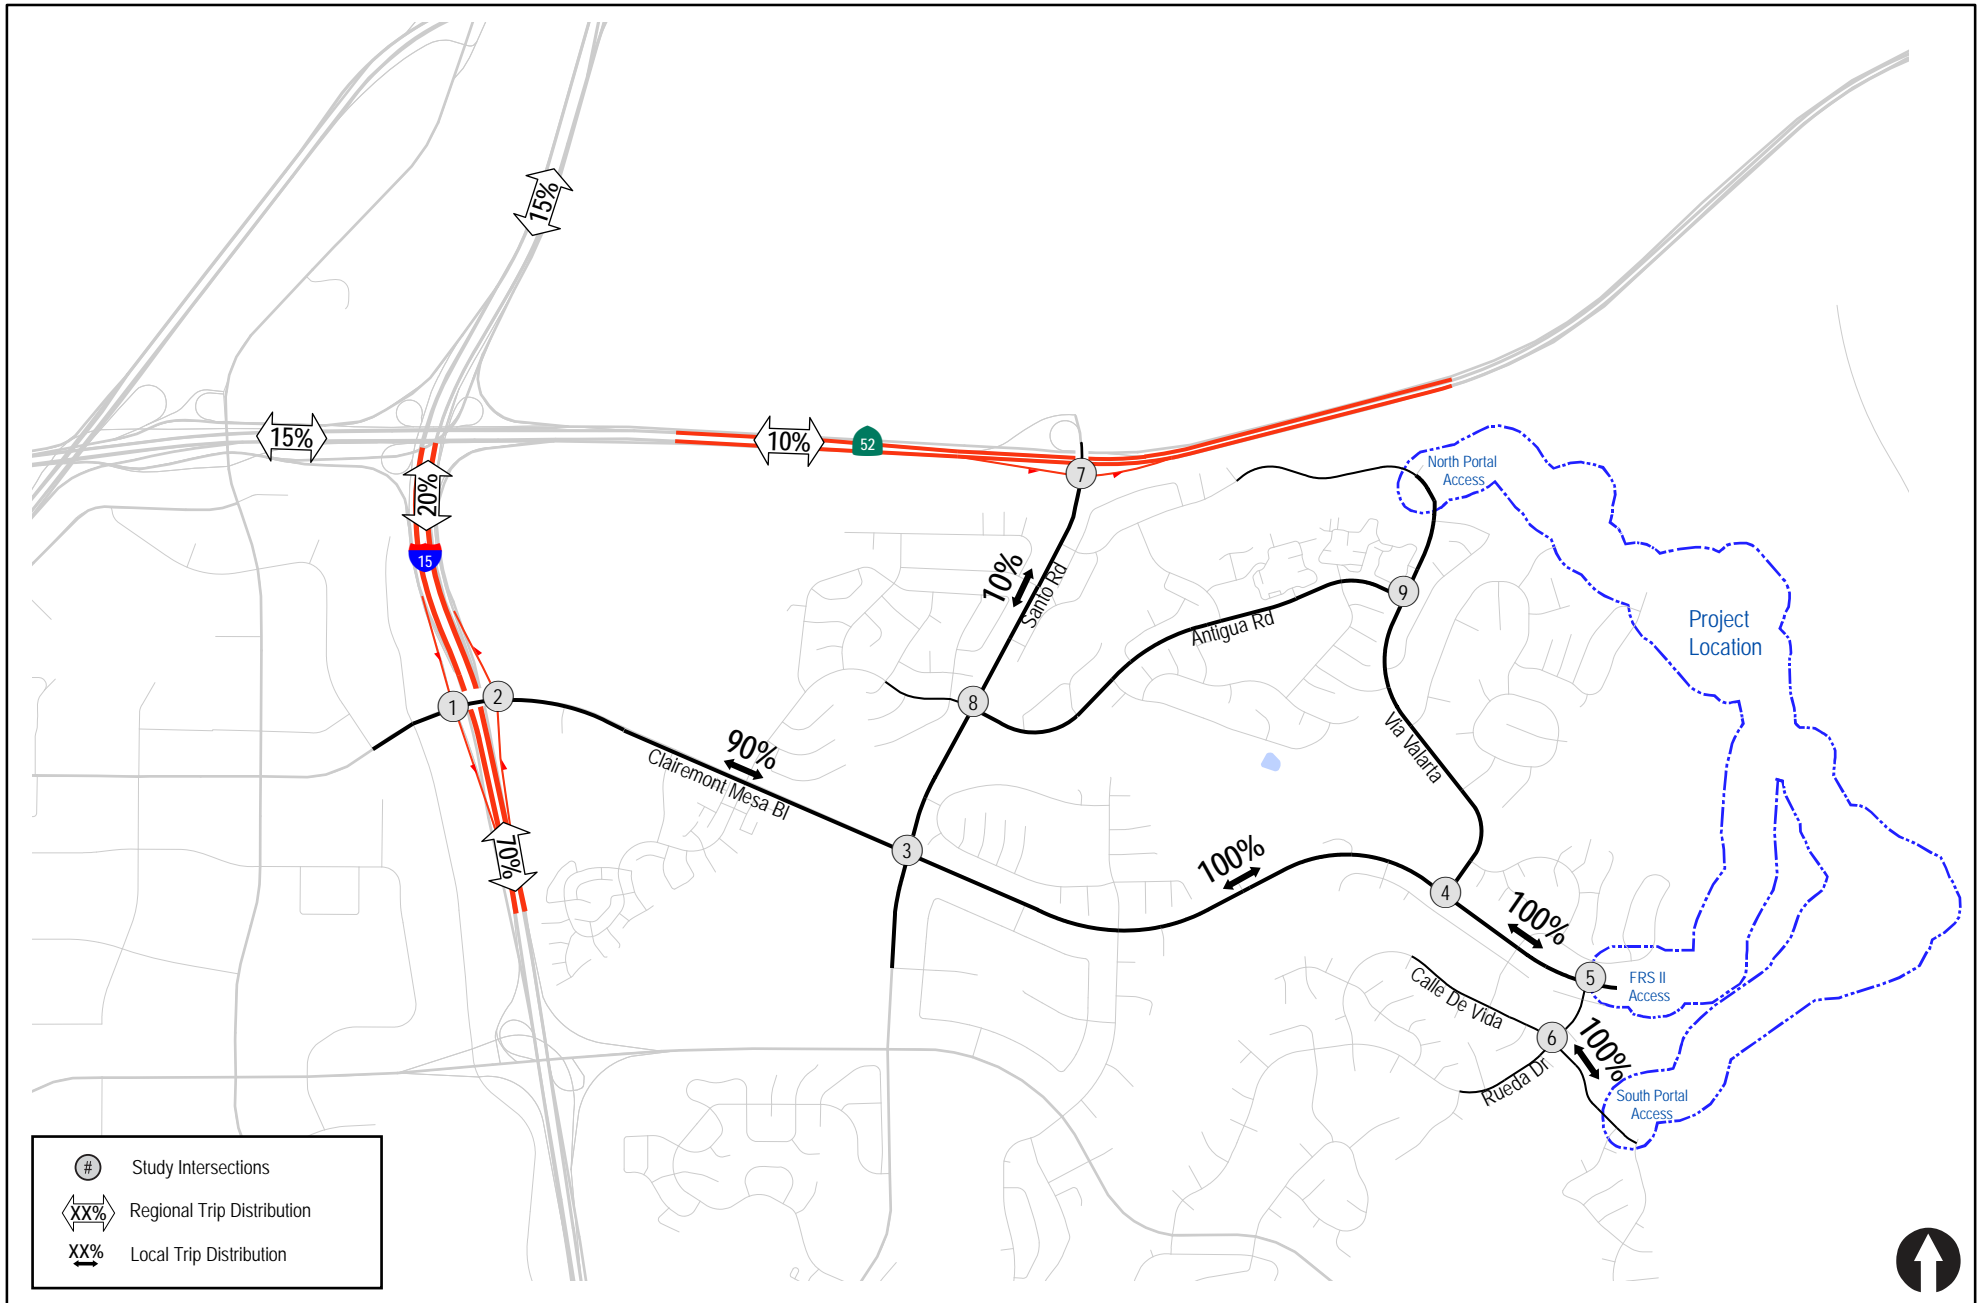 15%
15%
10%
52
20%
15
7
North Portal
Access
10%
Santo Rd
9
Antigua Rd
Project
Location
1
2
8
90%
Clairemont Mesa Bl
Via Valarta
70%
3
100%
4
100%
5
FRS II
Access
Calle De Vida
6
100%
Rueda Dr
South Portal
Access
# Study Intersections
XX% Regional Trip Distribution
XX% Local Trip Distribution